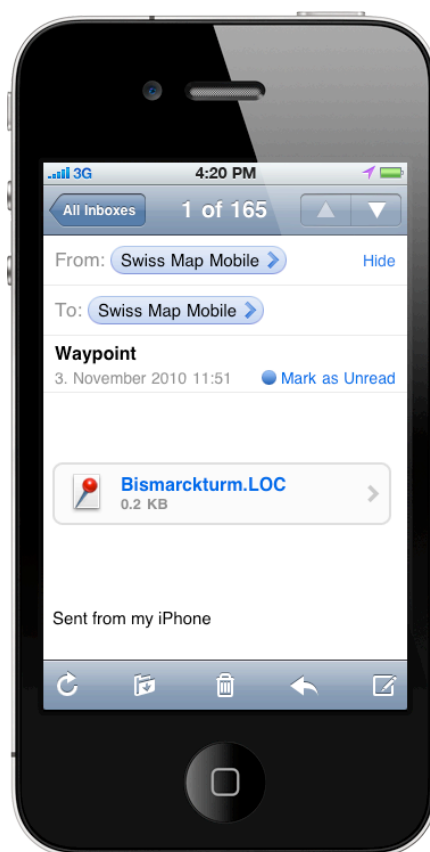 3G 4:20 PM
All Inboxes 1 of 165
From: Swiss Map Mobile Hide
To: Swiss Map Mobile
Waypoint
3. November 2010 11:51 Mark as Unread
Bismarckturm.LOC
0.2 KB
Sent from my iPhone